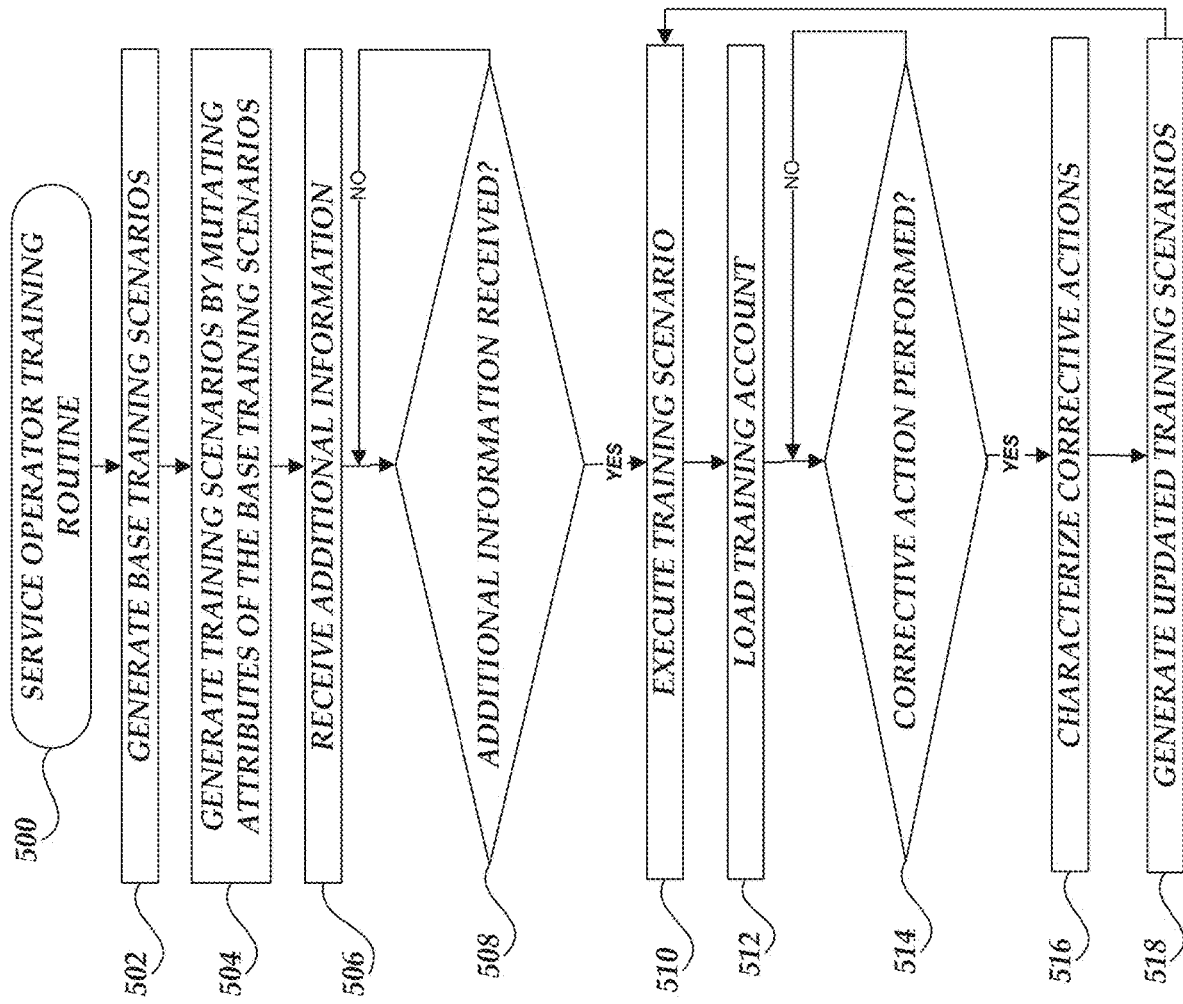 SERVICE OPERATOR TRAINING
ROUTINE
500
GENERATE BASE TRAINING SCENARIOS
502
GENERATE TRAINING SCENARIOS BY MUTATING
ATTRIBUTES OF THE BASE TRAINING SCENARIOS
504
RECEIVE ADDITIONAL INFORMATION
506
NO
ADDITIONAL INFORMATION RECEIVED?
508
YES
EXECUTE TRAINING SCENARIO
510
LOAD TRAINING ACCOUNT
512
NO
CORRECTIVE ACTION PERFORMED?
514
YES
CHARACTERIZE CORRECTIVE ACTIONS
516
GENERATE UPDATED TRAINING SCENARIOS
518